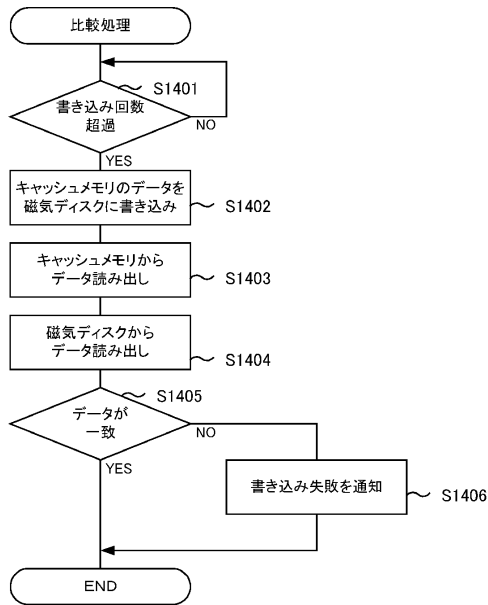 比較処理
S1401
書き込み回数
超過
NO
YES
キャッシュメモリのデータを
磁気ディスクに書き込み
S1402
キャッシュメモリから
データ読み出し
S1403
磁気ディスクから
データ読み出し
S1404
S1405
データが
一致
NO
YES
書き込み失敗を通知
S1406
END